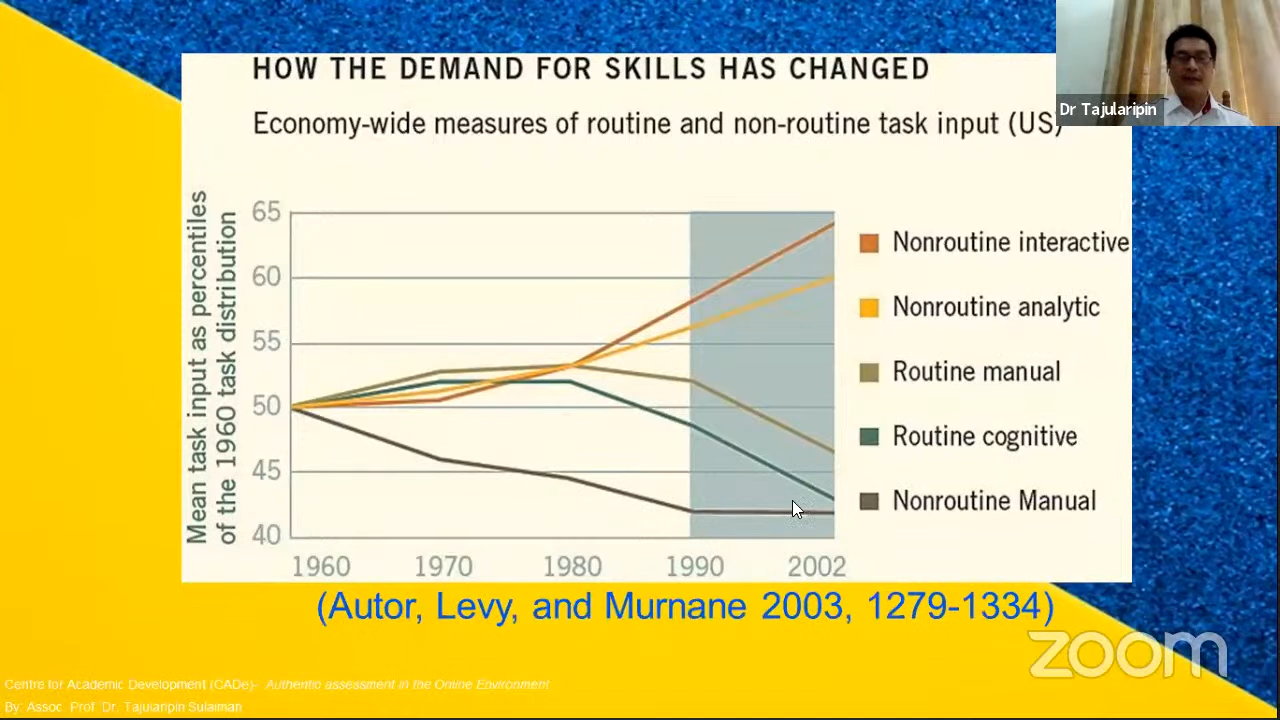 HOW THE DEMAND FOR SKILLS HAS CHANGED
Economy-wide measures of routine and non-routine task input (US)
Dr Tajularipin
Mean task input as percentiles
of the 1960 task distribution
65
60
55
50
45
40
1960 1970 1980 1990 2002
Nonroutine interactive
Nonroutine analytic
Routine manual
Routine cognitive
Nonroutine Manual
(Autor, Levy, and Murnane 2003, 1279-1334)
zoom
Centre for Academic Development (CADe)- Authentic assessment in the Online Environment
By: Assoc. Prof. Dr. Tajularipin Sulaiman